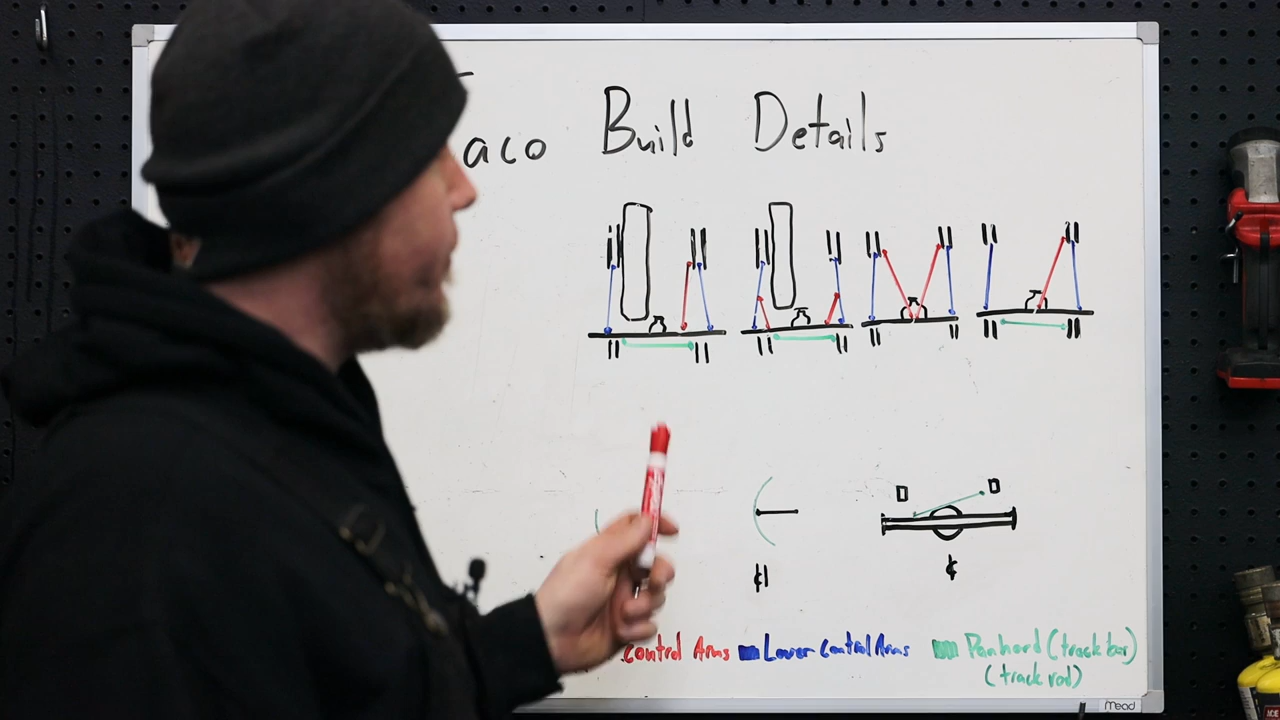 aco Build Details
Control Arms Lower Control Arms Panhard (track bar)
(track rod)
Mead